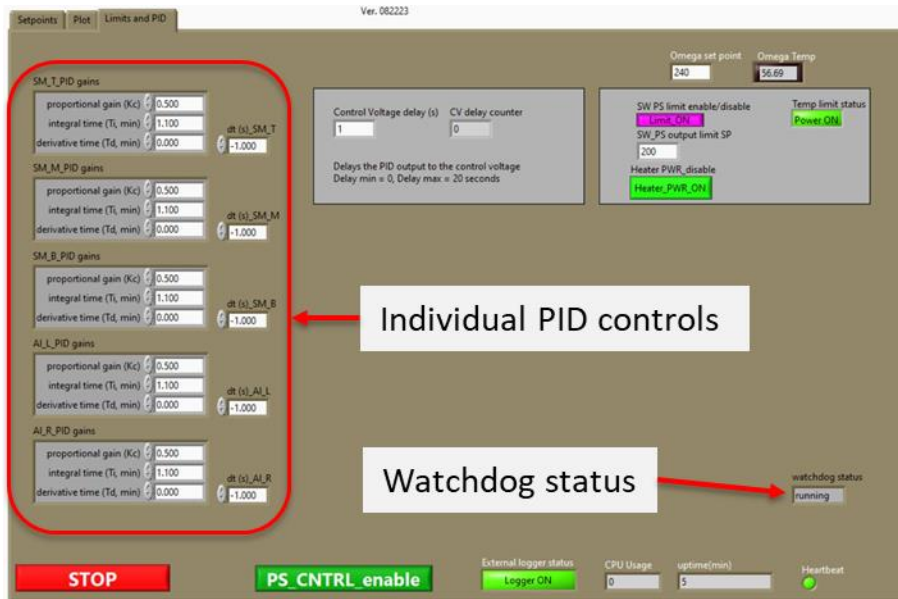 Ver. 082223
Setpoints Plot Limits and PID
SM_T_PID gains
proportional gain (Kc) 0.500
integral time (Ti, min) 1.100
derivative time (Td, min) 0.000
dt (s)_SM_T
-1.000
SM_M_PID gains
proportional gain (Kc) 0.500
integral time (Ti, min) 1.100
derivative time (Td, min) 0.000
dt (s)_SM_M
-1.000
SM_B_PID gains
proportional gain (Kc) 0.500
integral time (Ti, min) 1.100
derivative time (Td, min) 0.000
dt (s)_SM_B
-1.000
AI_L_PID gains
proportional gain (Kc) 0.500
integral time (Ti, min) 1.100
derivative time (Td, min) 0.000
dt (s)_AI_L
-1.000
AI_R_PID gains
proportional gain (Kc) 0.500
integral time (Ti, min) 1.100
derivative time (Td, min) 0.000
dt (s)_AI_R
-1.000
Control Voltage delay (s) CV delay counter
1 0
Delays the PID output to the control voltage
Delay min = 0, Delay max = 20 seconds
Omega set point Omega Temp
240 56.69
SW PS limit enable/disable
Limit_ON
Temp limit status
Power ON
SW_PS output limit SP
200
Heater PWR_disable
Heater_PWR_ON
Individual PID controls
Watchdog status
watchdog status
running
STOP
PS_CNTRL_enable
External logger status
Logger ON
CPU Usage
0
uptime(min)
5
Heartbeat